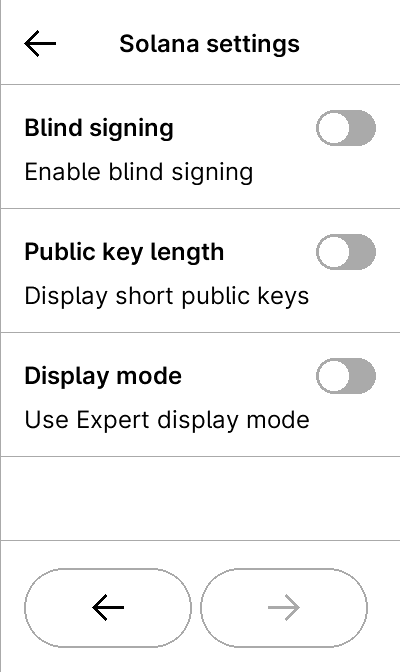 Solana settings
Blind signing
Enable blind signing
Public key length
Display short public keys
Display mode
Use Expert display mode